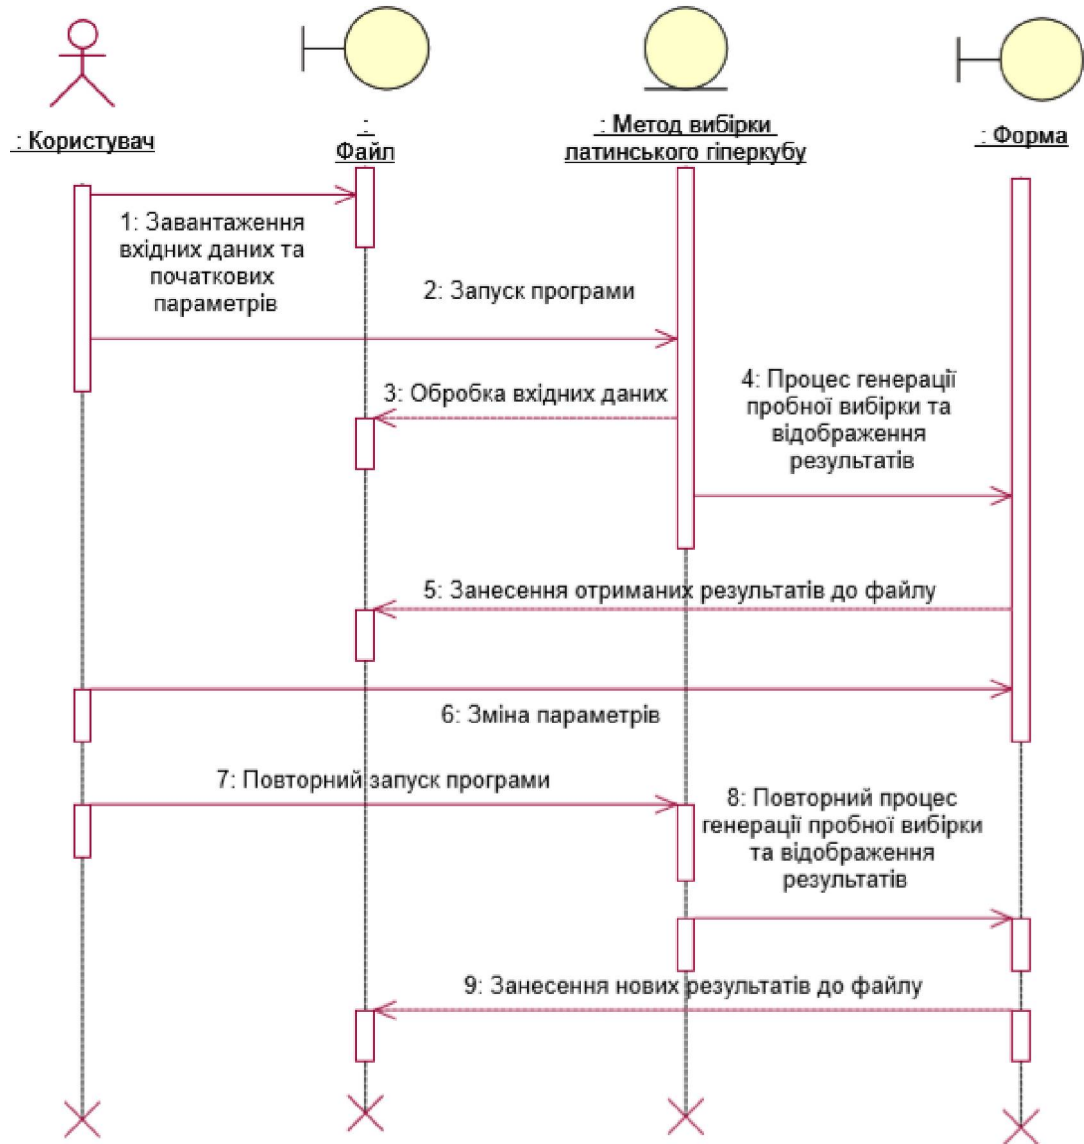 : Користувач
:
Файл
: Метод вибірки
латинського гіперкубу
: Форма
1: Завантаження
вхідних даних та
початкових
параметрів
2: Запуск програми
3: Обробка вхідних даних
4: Процес генерації
пробної вибірки та
відображення
результатів
5: Занесення отриманих результатів до файлу
6: Зміна параметрів
7: Повторний запуск програми
8: Повторний процес
генерації пробної вибірки
та відображення
результатів
9: Занесення нових результатів до файлу